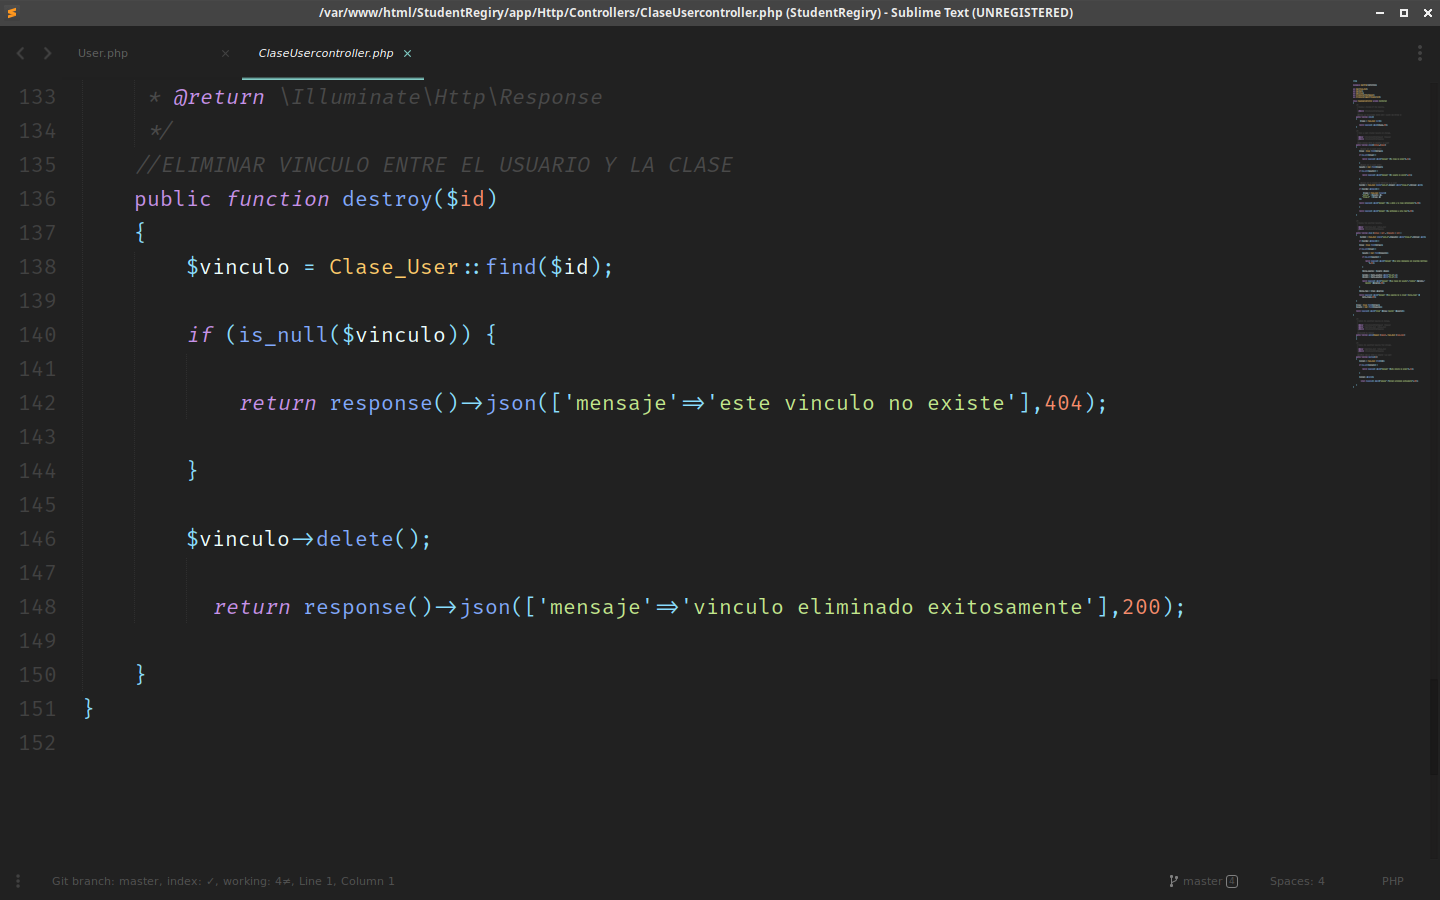 /var/www/html/StudentRegiry/app/Http/Controllers/ClaseUsercontroller.php (StudentRegiry) - Sublime Text (UNREGISTERED)
User.php × ClaseUsercontroller.php ×
133 * @return \Illuminate\Http\Response
134 */
135 //ELIMINAR VINCULO ENTRE EL USUARIO Y LA CLASE
136 public function destroy($id)
137 {
138 $vinculo = Clase_User::find($id);
139
140 if (is_null($vinculo)) {
141
142 return response()->json(['mensaje'=>'este vinculo no existe'],404);
143
144 }
145
146 $vinculo->delete();
147
148 return response()->json(['mensaje'=>'vinculo eliminado exitosamente'],200);
149
150 }
151 }
152
Git branch: master, index: ✓, working: 4≠, Line 1, Column 1 master 4 Spaces: 4 PHP